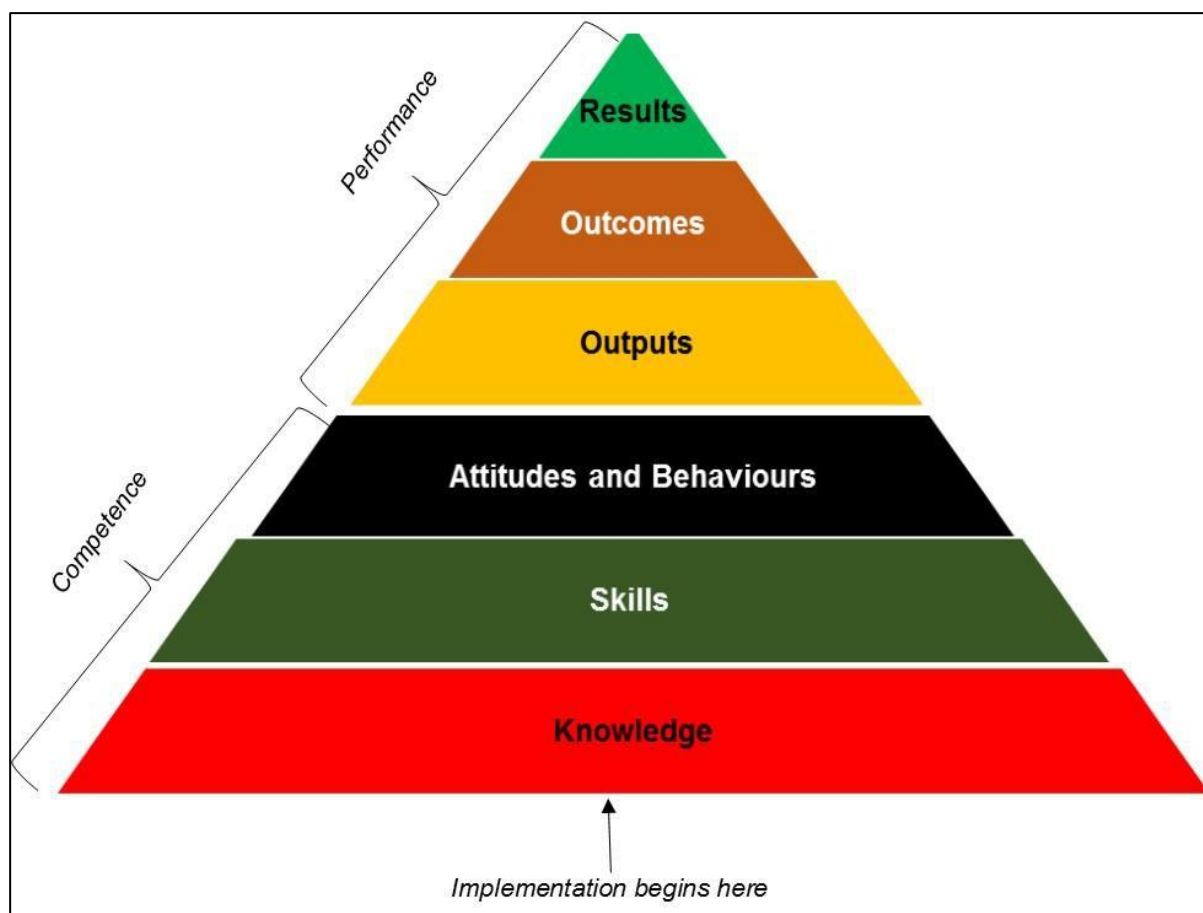 Performance
Results
Outcomes
Outputs
Competence
Attitudes and Behaviours
Skills
Knowledge
Implementation begins here